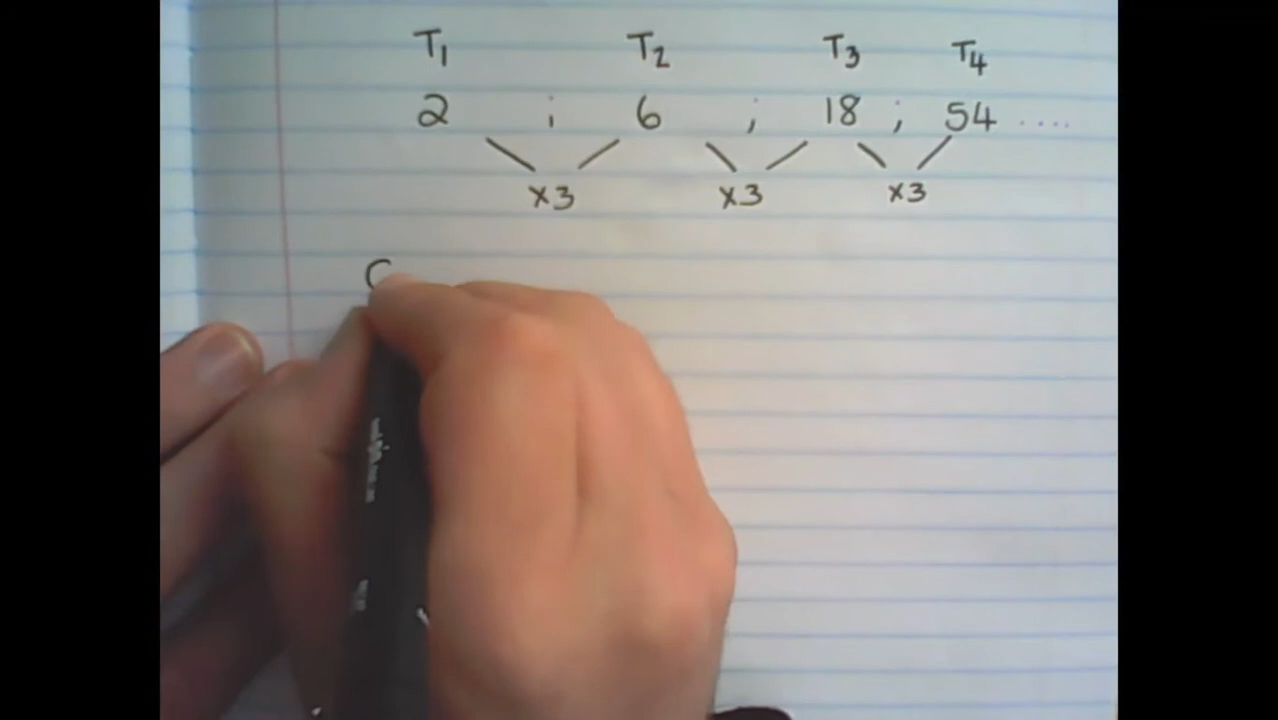 T₁ T₂ T₃ T₄
2 ; 6 ; 18 ; 54 ....
x3 x3 x3
C